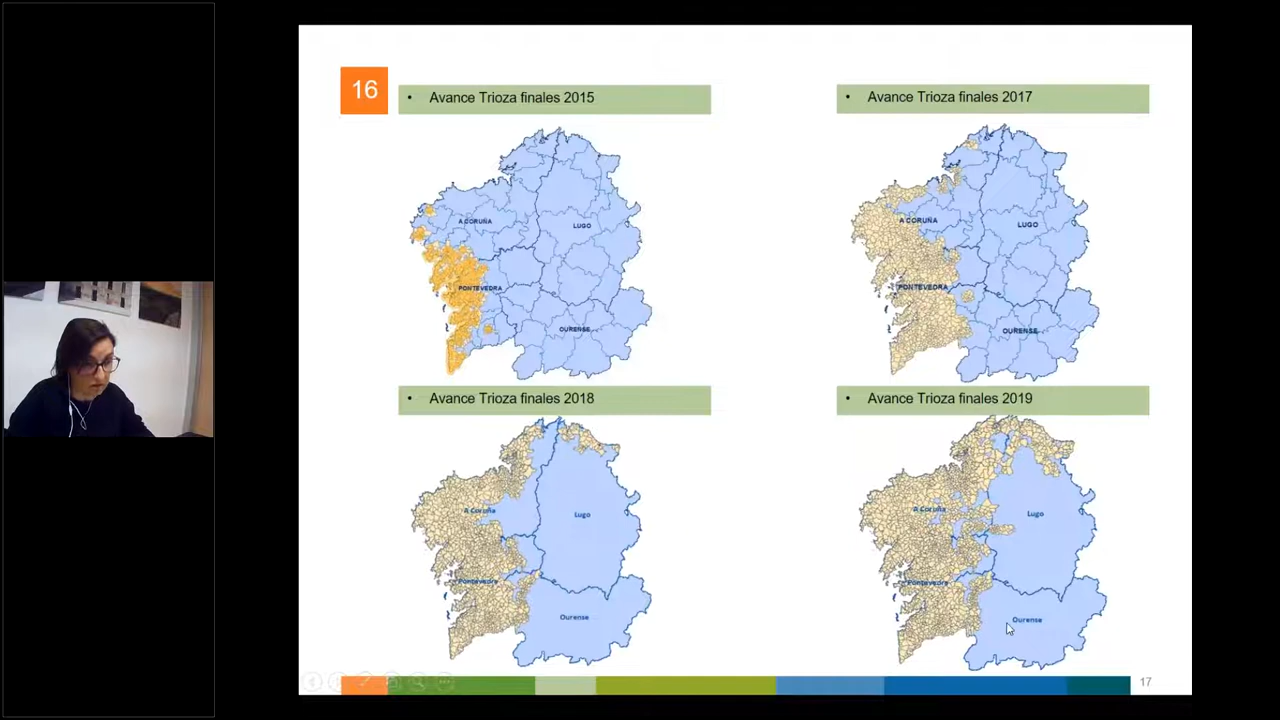 16
• Avance Trioza finales 2015
• Avance Trioza finales 2017
A CORUÑA
LUGO
PONTEVEDRA
OURENSE
A CORUÑA
LUGO
PONTEVEDRA
OURENSE
• Avance Trioza finales 2018
• Avance Trioza finales 2019
A Coruña
Lugo
Pontevedra
Ourense
A Coruña
Lugo
Pontevedra
Ourense
17